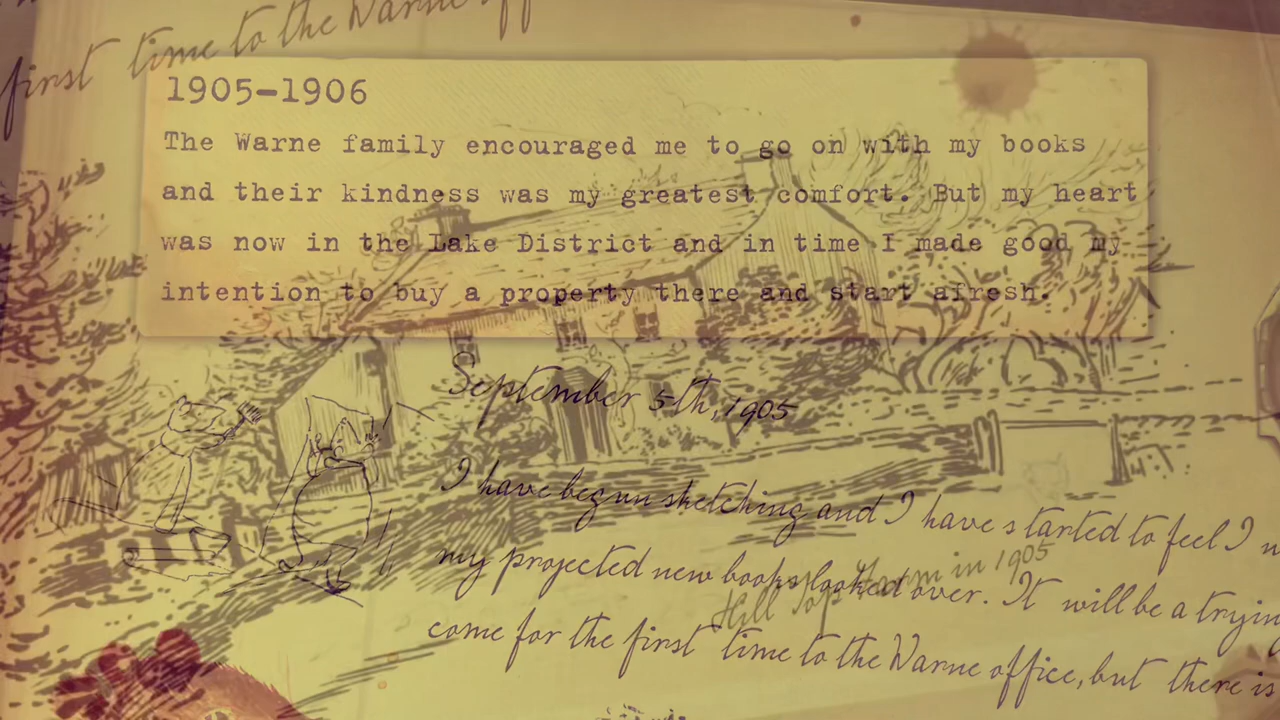 first time to the Warne off
1905-1906
The Warne family encouraged me to go on with my books
and their kindness was my greatest comfort. But my heart
was now in the Lake District and in time I made good my
intention to buy a property there and start afresh.
September 5th, 1905
I have begun sketching and I have started to feel I
my projected new books looked over. It will be a tryin
Hill Top Farm in 1905
come for the first time to the Warne office, but there is